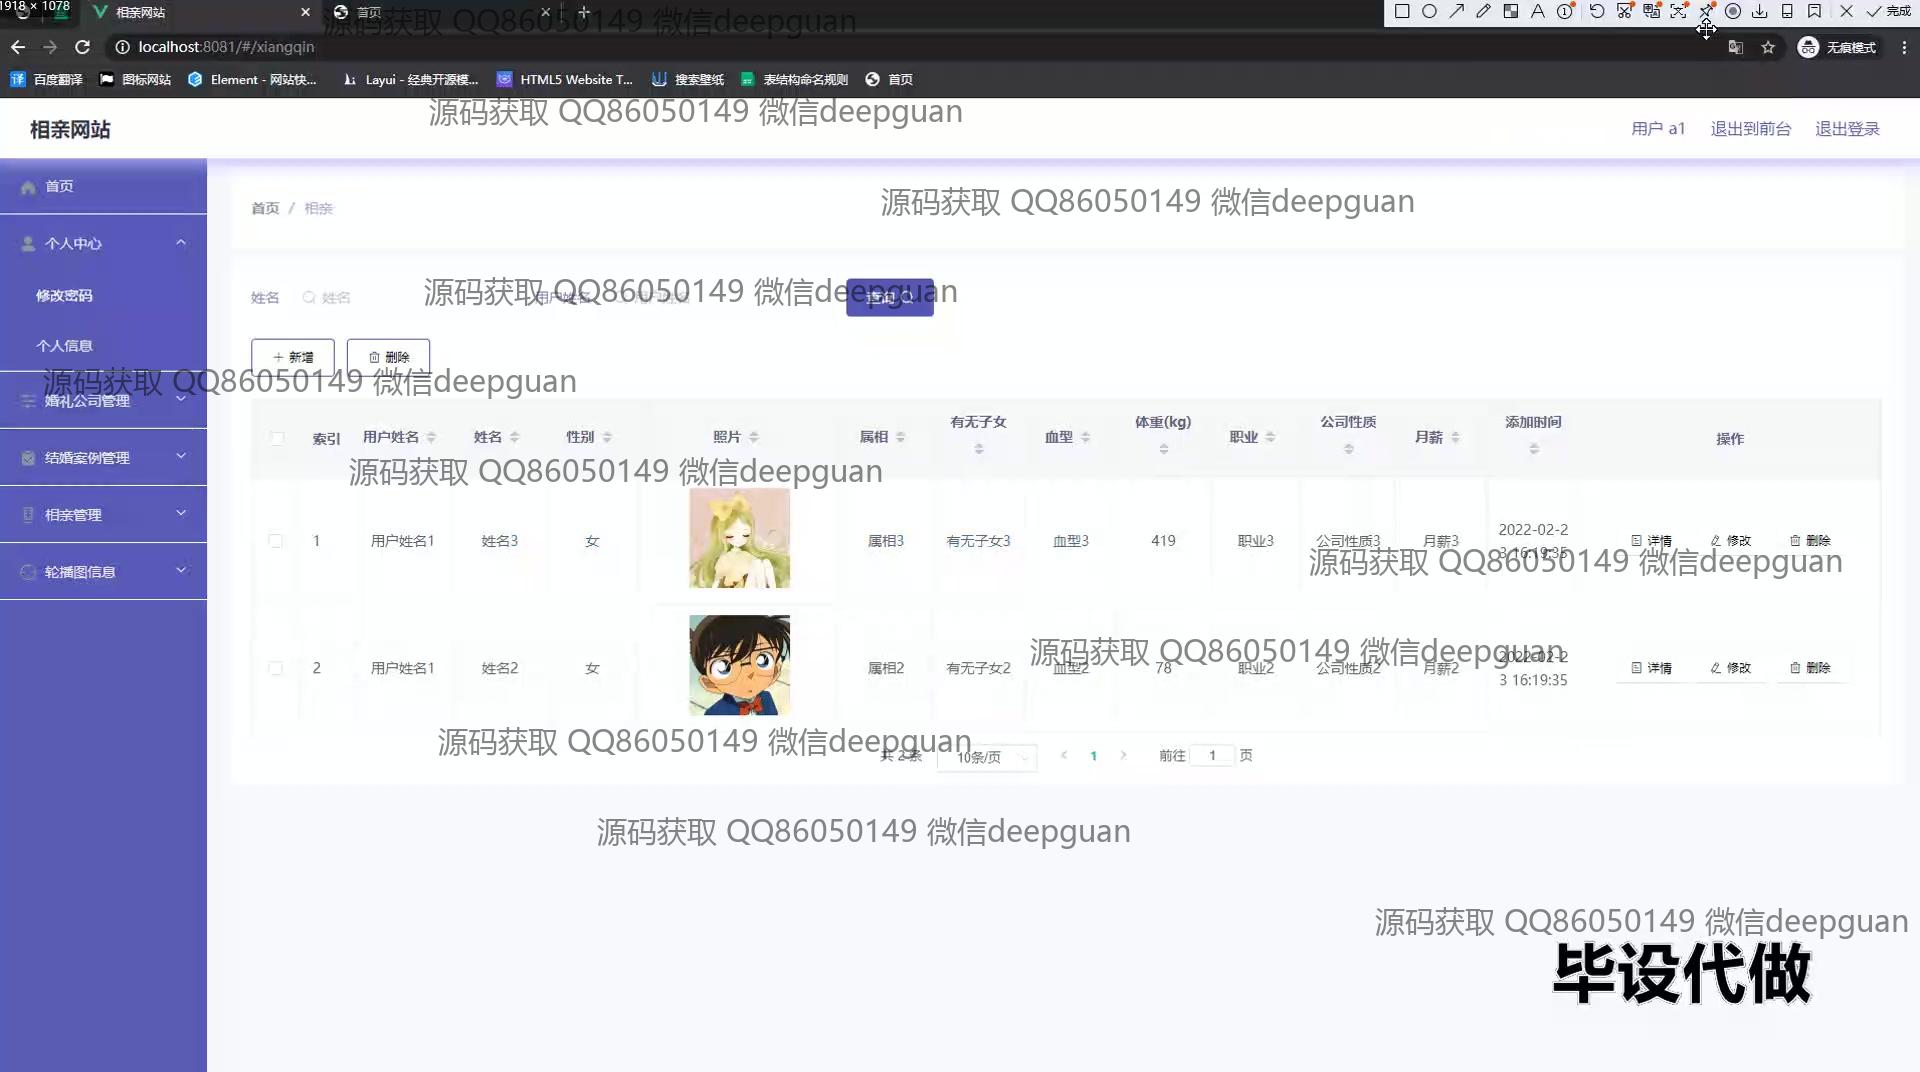 1918 × 1078
相亲网站
首页
源码获取 QQ86050149 微信deepguan
完成
localhost:8081/#/xiangqin
无痕模式
百度翻译
图标网站
Element - 网站快...
Layui - 经典开源模...
HTML5 Website T...
搜索壁纸
表结构命名规则
首页
源码获取 QQ86050149 微信deepguan
相亲网站
用户 a1 退出到前台 退出登录
首页
个人中心
修改密码
个人信息
婚礼公司管理
结婚案例管理
相亲管理
轮播图信息
首页 / 相亲
源码获取 QQ86050149 微信deepguan
姓名 姓名 用户姓名 用户姓名 查询
源码获取 QQ86050149 微信deepguan
+ 新增 删除
源码获取 QQ86050149 微信deepguan
索引 用户姓名 姓名 性别 照片 属相 有无子女 血型 体重(kg) 职业 公司性质 月薪 添加时间 操作
源码获取 QQ86050149 微信deepguan
1 用户姓名1 姓名3 女 属相3 有无子女3 血型3 419 职业3 公司性质3 月薪3 2022-02-2
3 16:19:35 详情 修改 删除
源码获取 QQ86050149 微信deepguan
源码获取 QQ86050149 微信deepguan
2 用户姓名1 姓名2 女 属相2 有无子女2 血型2 78 职业2 公司性质2 月薪2 2022-02-2
3 16:19:35 详情 修改 删除
源码获取 QQ86050149 微信deepguan
共 2 条 10条/页 1 前往 1 页
源码获取 QQ86050149 微信deepguan
源码获取 QQ86050149 微信deepguan
毕设代做